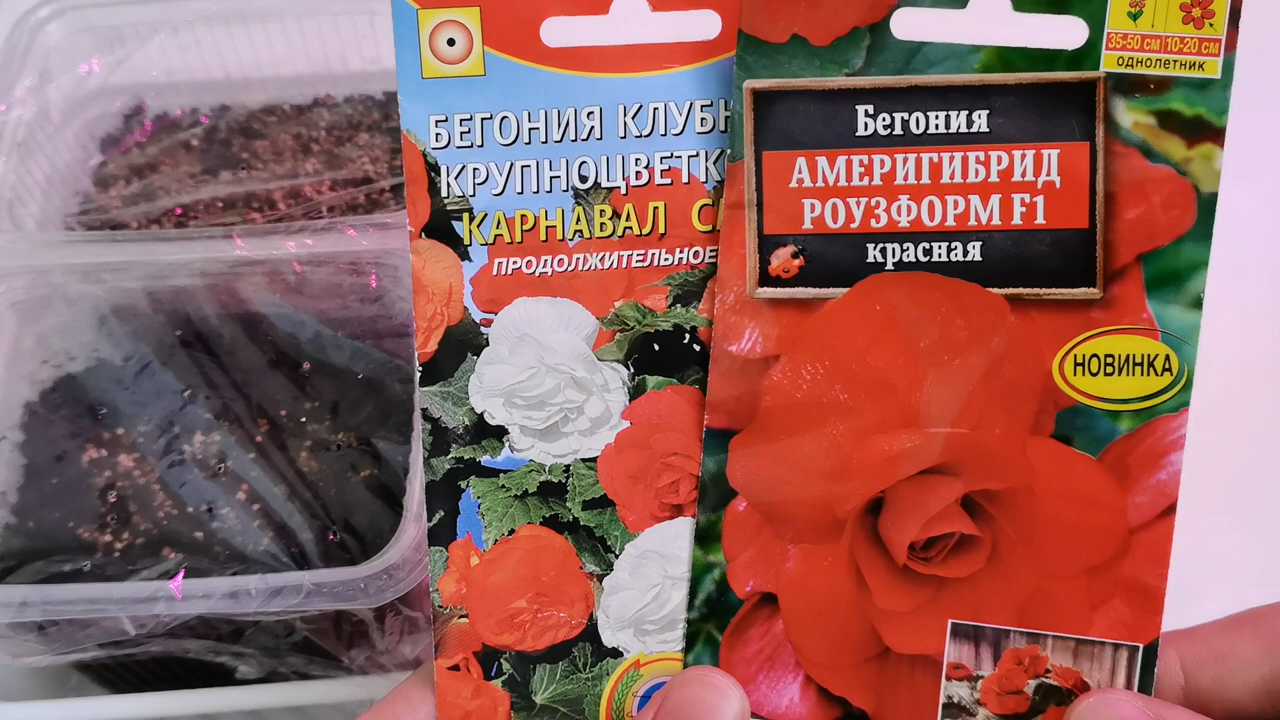 БЕГОНИЯ КЛУБН
КРУПНОЦВЕТК
КАРНАВАЛ С
ПРОДОЛЖИТЕЛЬНОЕ
35-50 см 10-20 см
однолетник
Бегония
АМЕРИГИБРИД
РОУЗФОРМ F1
красная
НОВИНКА